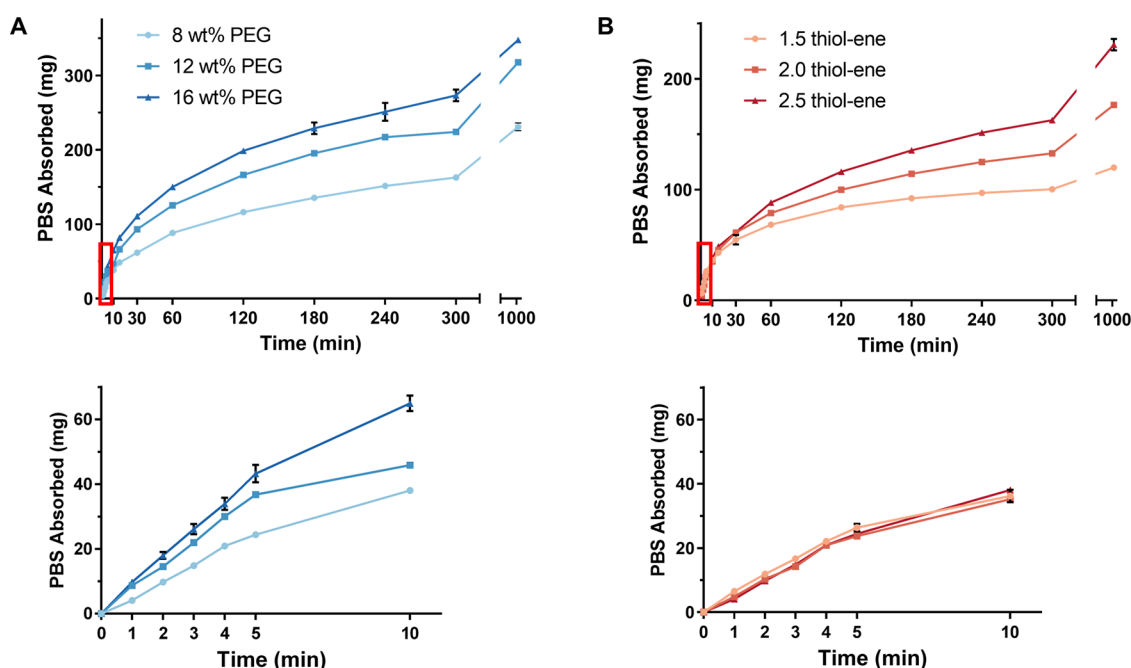 A
8 wt% PEG
12 wt% PEG
16 wt% PEG
PBS Absorbed (mg)
300
200
100
0
10 30 60 120 180 240 300 1000
Time (min)
B
1.5 thiol-ene
2.0 thiol-ene
2.5 thiol-ene
PBS Absorbed (mg)
200
100
0
10 30 60 120 180 240 300 1000
Time (min)
PBS Absorbed (mg)
60
40
20
0
0 1 2 3 4 5 10
Time (min)
PBS Absorbed (mg)
60
40
20
0
0 1 2 3 4 5 10
Time (min)